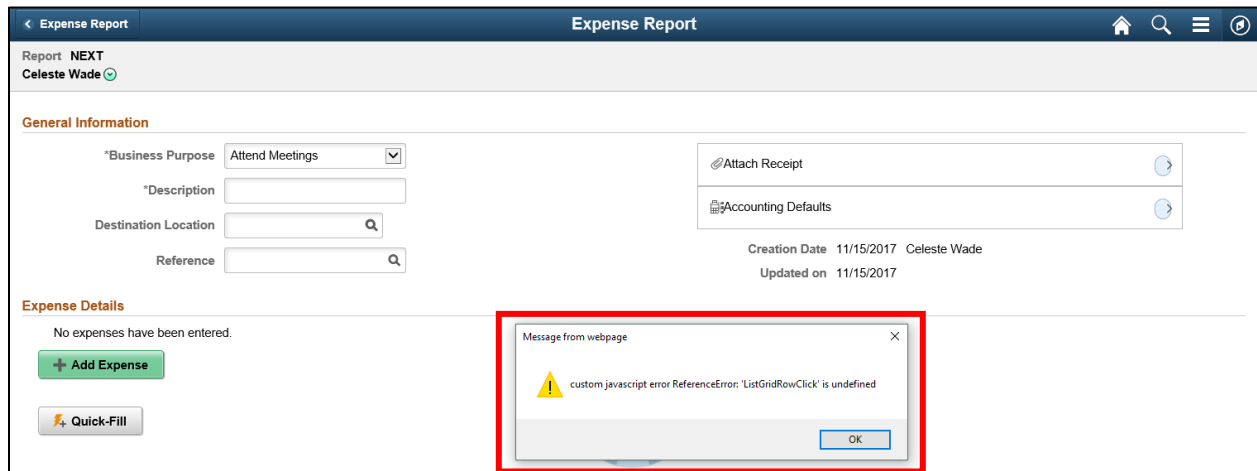 Expense Report
Expense Report
Report NEXT
Celeste Wade
General Information
*Business Purpose Attend Meetings
*Description
Destination Location
Reference
Attach Receipt
Accounting Defaults
Creation Date 11/15/2017 Celeste Wade
Updated on 11/15/2017
Expense Details
No expenses have been entered.
Add Expense
Quick-Fill
Message from webpage
custom javascript error ReferenceError: 'ListGridRowClick' is undefined
OK